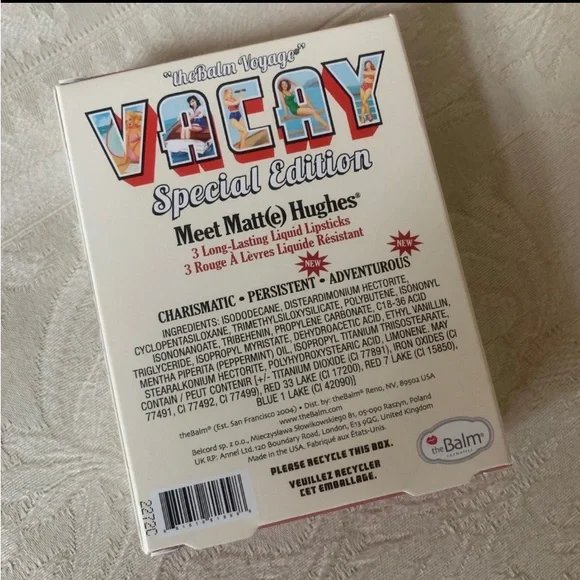 "theBalm Voyage®"
VACAY
Special Edition
Meet Matt(e) Hughes®
3 Long-Lasting Liquid Lipsticks
3 Rouge À Lèvres Liquide Résistant
NEW
NEW
CHARISMATIC • PERSISTENT • ADVENTUROUS
INGREDIENTS: ISODODECANE, DISTEARDIMONIUM HECTORITE,
CYCLOPENTASILOXANE, TRIMETHYLSILOXYSILICATE, POLYBUTENE, ISONONYL
ISONONANOATE, TRIBEHENIN, PROPYLENE CARBONATE, C18-36 ACID
TRIGLYCERIDE, ISOPROPYL MYRISTATE, DEHYDROACETIC ACID, ETHYL VANILLIN,
MENTHA PIPERITA (PEPPERMINT) OIL, ISOPROPYL TITANIUM TRIISOSTEARATE,
STEARALKONIUM HECTORITE, POLYHYDROXYSTEARIC ACID, LIMONENE, MAY
CONTAIN / PEUT CONTENIR [+/- TITANIUM DIOXIDE (CI 77891), IRON OXIDES (CI
77491, CI 77492, CI 77499), RED 33 LAKE (CI 17200), RED 7 LAKE (CI 15850),
BLUE 1 LAKE (CI 42090)]
theBalm® (Est. San Francisco 2004) • Dist. by: theBalm® Reno, NV, 89502 USA
www.theBalm.com
Belcord sp. z o.o., Mieczysława Słowikowskiego 81, 05-090 Raszyn, Poland
UK RP: Annel Ltd. 120 Boundary Road, London, E13 9QG, United Kingdom
Made in the USA. Fabriqué aux États-Unis.
theBalm®
cosmetics
PLEASE RECYCLE THIS BOX.
VEUILLEZ RECYCLER
CET EMBALLAGE.
2272C